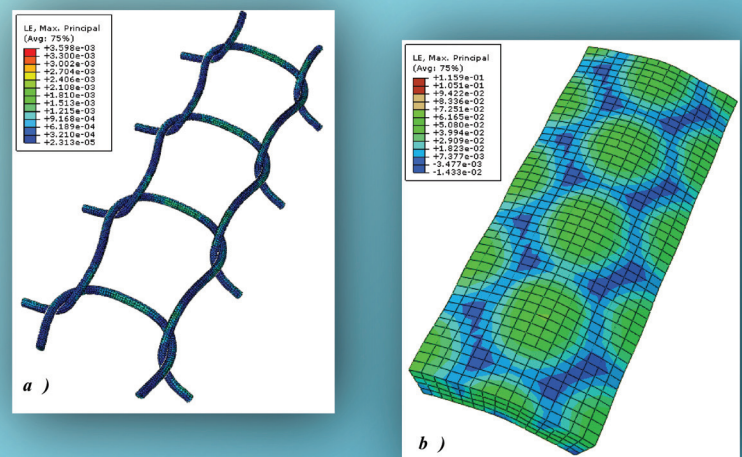 LE, Max. Principal
(Avg: 75%)
+3.598e-03
+3.300e-03
+3.002e-03
+2.704e-03
+2.406e-03
+2.108e-03
+1.810e-03
+1.513e-03
+1.215e-03
+9.168e-04
+6.189e-04
+3.210e-04
+2.313e-05
a )
LE, Max. Principal
(Avg: 75%)
+1.159e-01
+1.051e-01
+9.422e-02
+8.336e-02
+7.251e-02
+6.165e-02
+5.080e-02
+3.994e-02
+2.909e-02
+1.823e-02
+7.377e-03
-3.477e-03
-1.433e-02
b )